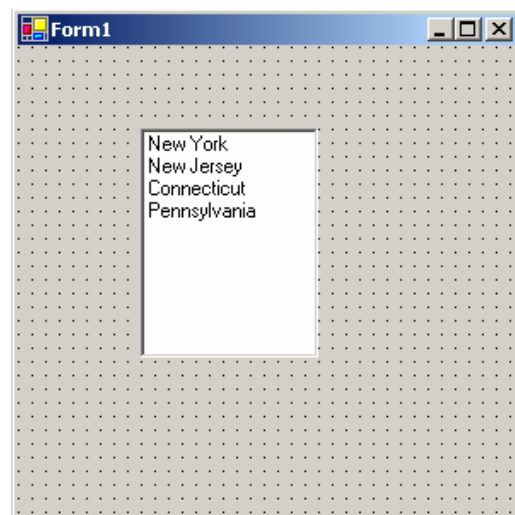 Form1
New York
New Jersey
Connecticut
Pennsylvania